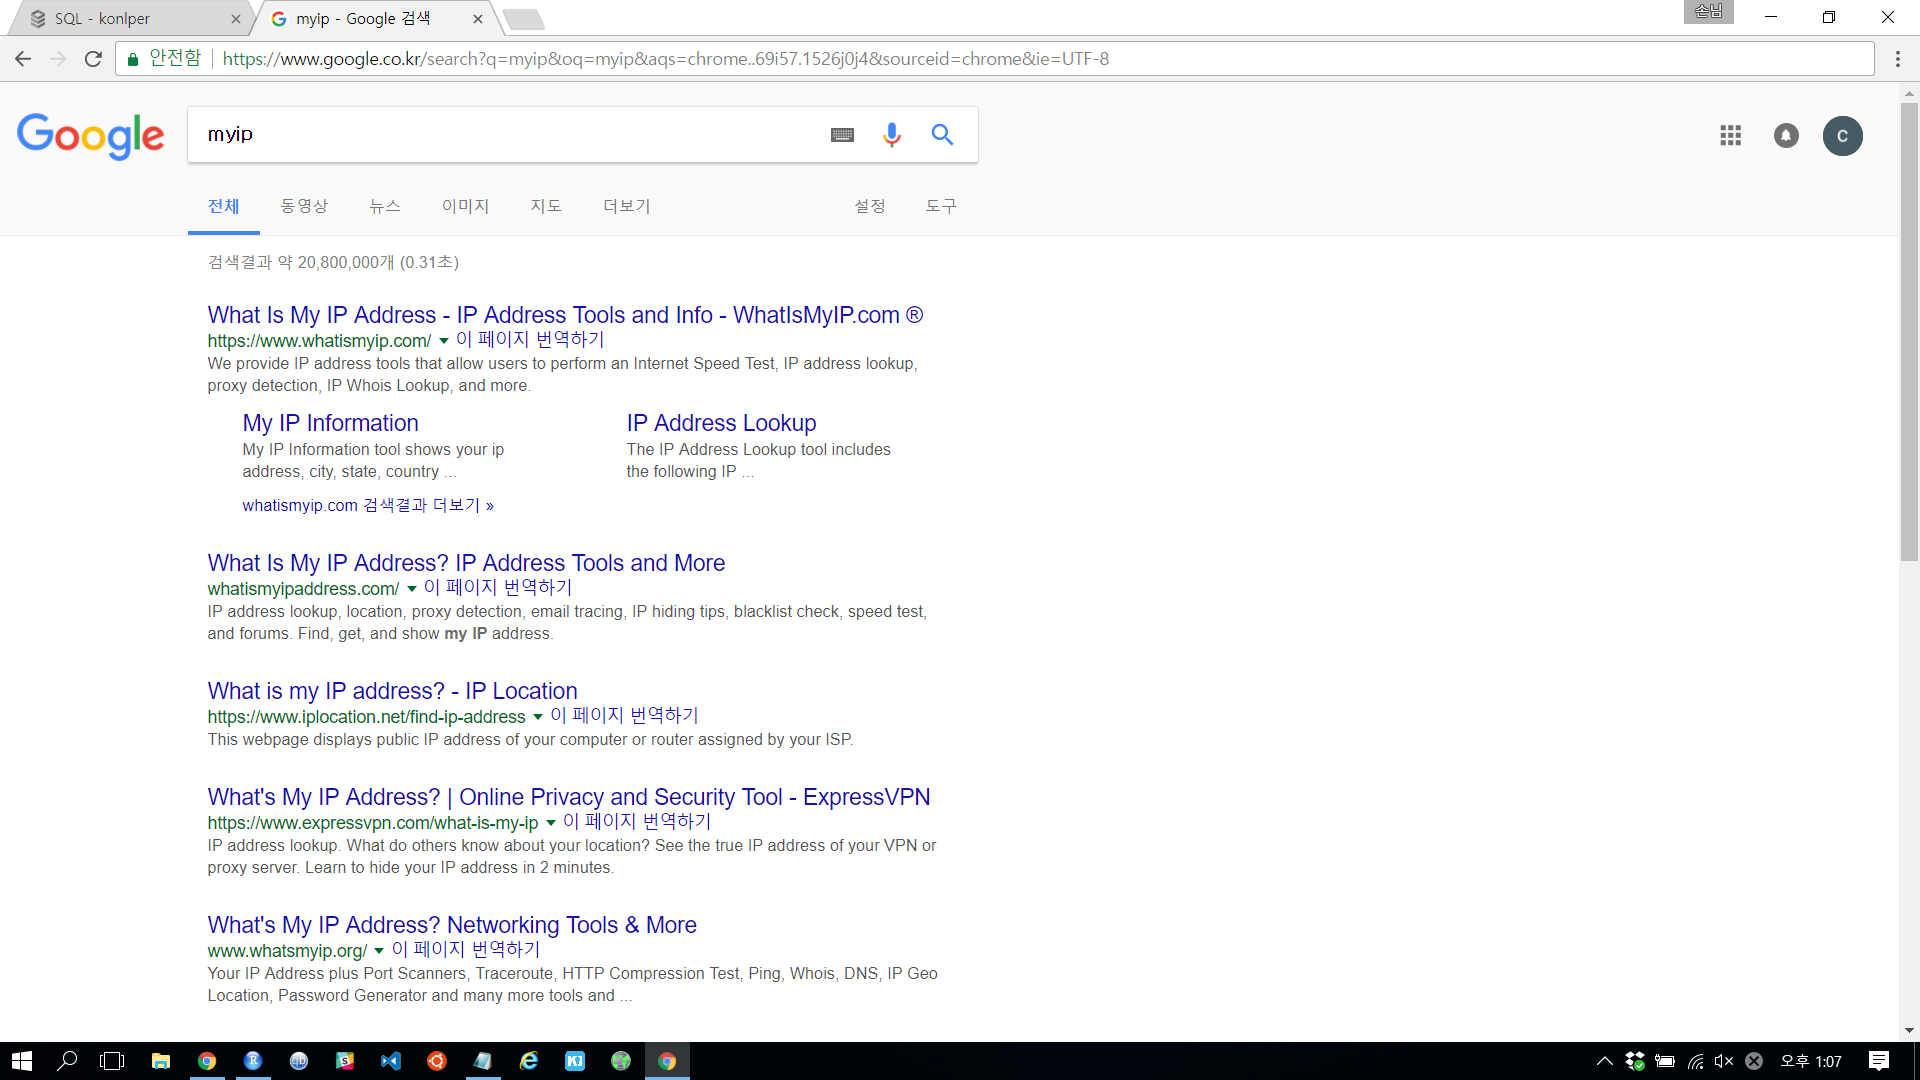 SQL - konlper
myip - Google 검색
손님
안전함
https://www.google.co.kr/search?q=myip&oq=myip&aqs=chrome..69i57.1526j0j4&sourceid=chrome&ie=UTF-8
Google
myip
C
전체 동영상 뉴스 이미지 지도 더보기 설정 도구
검색결과 약 20,800,000개 (0.31초)
What Is My IP Address - IP Address Tools and Info - WhatIsMyIP.com ®
https://www.whatismyip.com/ 이 페이지 번역하기
We provide IP address tools that allow users to perform an Internet Speed Test, IP address lookup,
proxy detection, IP Whois Lookup, and more.
My IP Information
My IP Information tool shows your ip
address, city, state, country ...
IP Address Lookup
The IP Address Lookup tool includes
the following IP ...
whatismyip.com 검색결과 더보기 »
What Is My IP Address? IP Address Tools and More
whatismyipaddress.com/ 이 페이지 번역하기
IP address lookup, location, proxy detection, email tracing, IP hiding tips, blacklist check, speed test,
and forums. Find, get, and show my IP address.
What is my IP address? - IP Location
https://www.iplocation.net/find-ip-address 이 페이지 번역하기
This webpage displays public IP address of your computer or router assigned by your ISP.
What's My IP Address? | Online Privacy and Security Tool - ExpressVPN
https://www.expressvpn.com/what-is-my-ip 이 페이지 번역하기
IP address lookup. What do others know about your location? See the true IP address of your VPN or
proxy server. Learn to hide your IP address in 2 minutes.
What's My IP Address? Networking Tools & More
www.whatsmyip.org/ 이 페이지 번역하기
Your IP Address plus Port Scanners, Traceroute, HTTP Compression Test, Ping, Whois, DNS, IP Geo
Location, Password Generator and many more tools and ...
오후 1:07